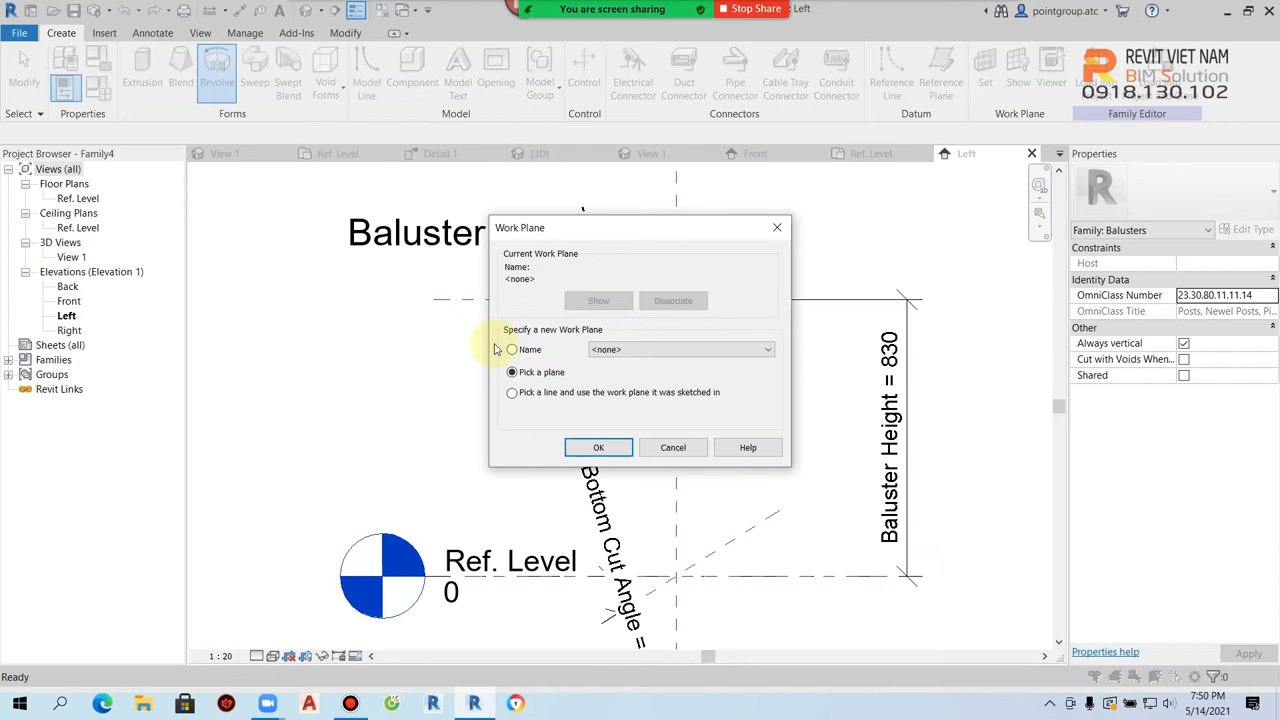 You are screen sharing
Stop Share
Left
pointgroup.atc
File
Create
Insert
Annotate
View
Manage
Add-Ins
Modify
REVIT VIET NAM
BIM Solution
0918.130.102
Modify
Extrusion
Blend
Revolve
Sweep
Swept Blend
Void Forms
Model Line
Component
Model Text
Opening
Model Group
Control
Electrical Connector
Duct Connector
Pipe Connector
Cable Tray Connector
Conduit Connector
Reference Line
Reference Plane
Set
Show
Viewer
Select
Properties
Forms
Model
Control
Connectors
Datum
Work Plane
Family Editor
Project Browser - Family4
View 1
Ref. Level
Detail 1
{3D}
View 1
Front
Ref. Level
Left
Properties
Views (all)
Floor Plans
Ref. Level
Ceiling Plans
Ref. Level
3D Views
View 1
Elevations (Elevation 1)
Back
Front
Left
Right
Sheets (all)
Families
Groups
Revit Links
Baluster
Work Plane
Current Work Plane
Name:
<none>
Show
Dissociate
Specify a new Work Plane
Name
<none>
Pick a plane
Pick a line and use the work plane it was sketched in
OK
Cancel
Help
Baluster Height = 830
Bottom Cut Angle =
Ref. Level
0
Family: Balusters
Edit Type
Constraints
Host
Identity Data
OmniClass Number
23.30.80.11.11.14
OmniClass Title
Posts, Newel Posts, Pi
Other
Always vertical
Cut with Voids When...
Shared
1 : 20
Properties help
Apply
Ready
:0
7:50 PM
5/14/2021